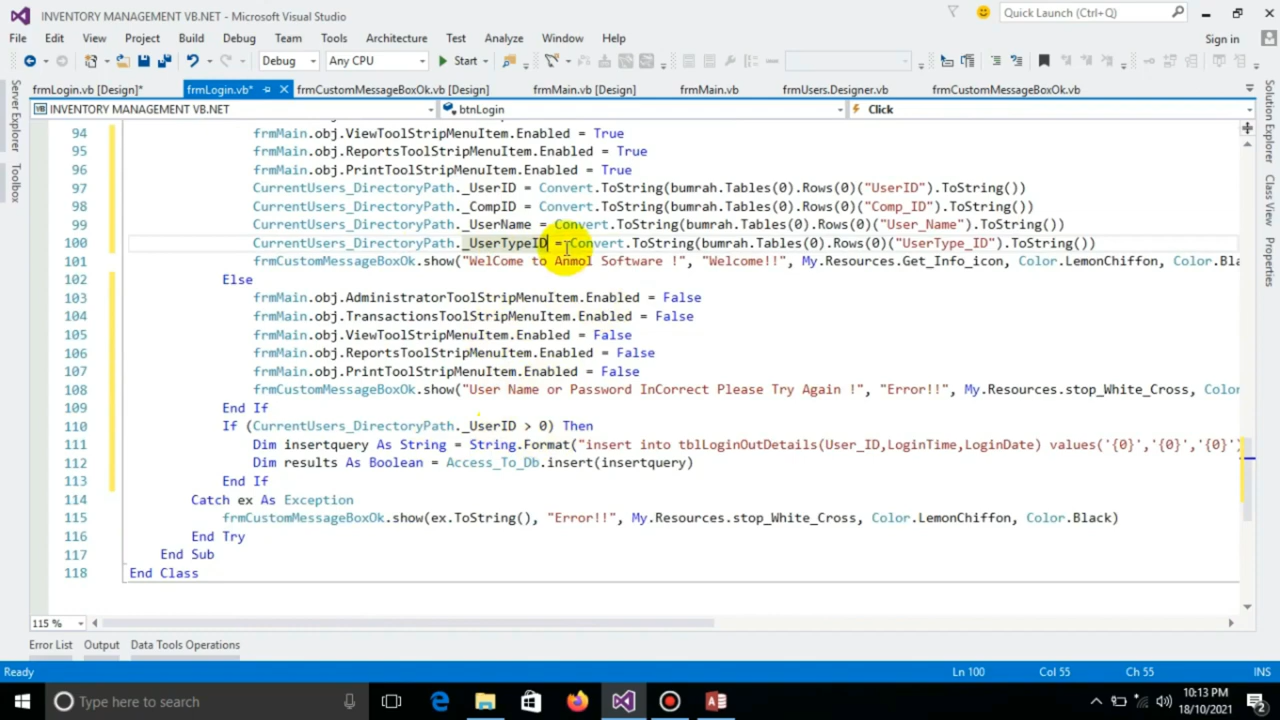 INVENTORY MANAGEMENT VB.NET - Microsoft Visual Studio
Quick Launch (Ctrl+Q)
File Edit View Project Build Debug Team Tools Architecture Test Analyze Window Help
Sign in
Debug Any CPU Start
frmLogin.vb [Design]* frmLogin.vb* frmCustomMessageBoxOk.vb [Design] frmMain.vb [Design] frmMain.vb frmUsers.Designer.vb frmCustomMessageBoxOk.vb
INVENTORY MANAGEMENT VB.NET btnLogin Click
Server Explorer
Toolbox
Solution Explorer
Class View
Properties
94 frmMain.obj.ViewToolStripMenuItem.Enabled = True
95 frmMain.obj.ReportsToolStripMenuItem.Enabled = True
96 frmMain.obj.PrintToolStripMenuItem.Enabled = True
97 CurrentUsers_DirectoryPath._UserID = Convert.ToString(bumrah.Tables(0).Rows(0)("UserID").ToString())
98 CurrentUsers_DirectoryPath._CompID = Convert.ToString(bumrah.Tables(0).Rows(0)("Comp_ID").ToString())
99 CurrentUsers_DirectoryPath._UserName = Convert.ToString(bumrah.Tables(0).Rows(0)("User_Name").ToString())
100 CurrentUsers_DirectoryPath._UserTypeID = Convert.ToString(bumrah.Tables(0).Rows(0)("UserType_ID").ToString())
101 frmCustomMessageBoxOk.show("WelCome to Anmol Software !", "Welcome!!", My.Resources.Get_Info_icon, Color.LemonChiffon, Color.Bla
102 Else
103 frmMain.obj.AdministratorToolStripMenuItem.Enabled = False
104 frmMain.obj.TransactionsToolStripMenuItem.Enabled = False
105 frmMain.obj.ViewToolStripMenuItem.Enabled = False
106 frmMain.obj.ReportsToolStripMenuItem.Enabled = False
107 frmMain.obj.PrintToolStripMenuItem.Enabled = False
108 frmCustomMessageBoxOk.show("User Name or Password InCorrect Please Try Again !", "Error!!", My.Resources.stop_White_Cross, Color
109 End If
110 If (CurrentUsers_DirectoryPath._UserID > 0) Then
111 Dim insertquery As String = String.Format("insert into tblLoginOutDetails(User_ID,LoginTime,LoginDate) values('{0}','{0}','{0}')
112 Dim results As Boolean = Access_To_Db.insert(insertquery)
113 End If
114 Catch ex As Exception
115 frmCustomMessageBoxOk.show(ex.ToString(), "Error!!", My.Resources.stop_White_Cross, Color.LemonChiffon, Color.Black)
116 End Try
117 End Sub
118 End Class
115 %
Error List Output Data Tools Operations
Ready Ln 100 Col 55 Ch 55 INS
Type here to search
10:13 PM
18/10/2021
2